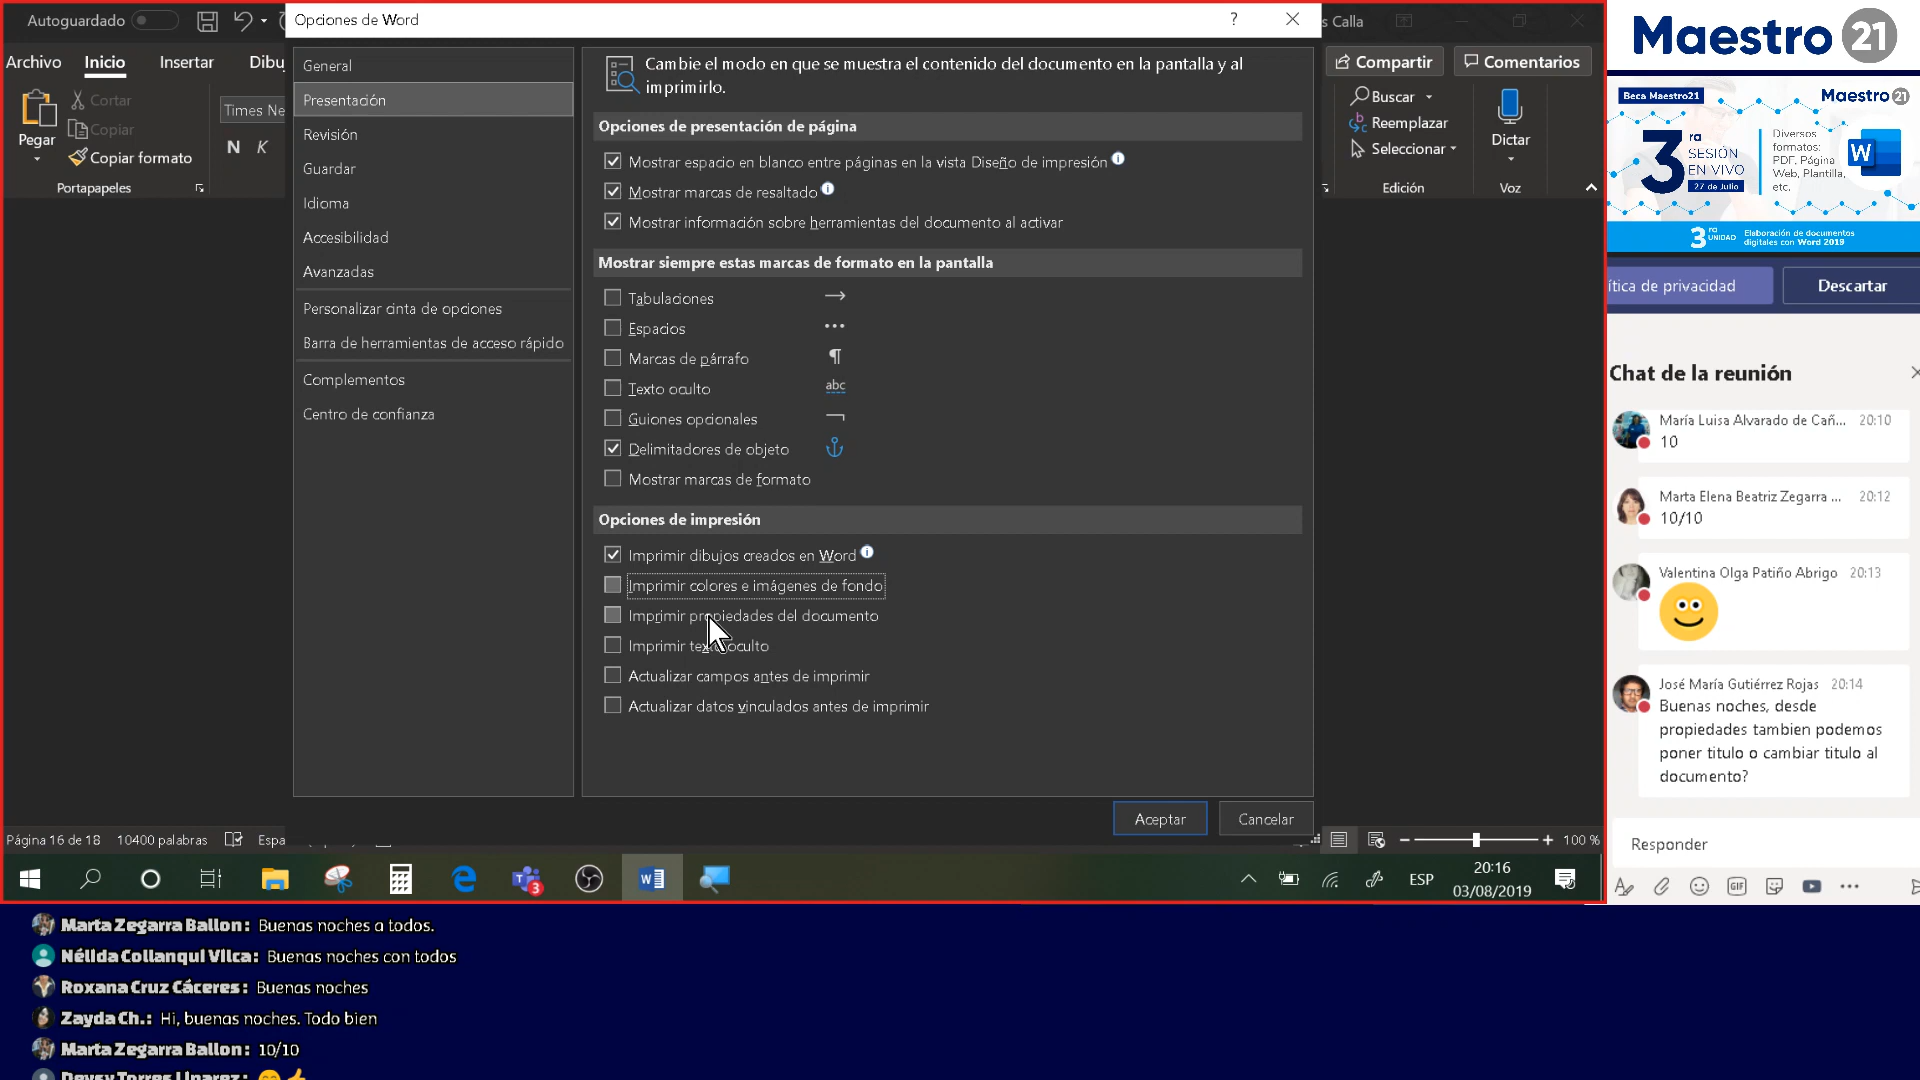 Autoguardado
Opciones de Word
?
s Calla
Archivo
Inicio
Insertar
Dibu
Compartir
Comentarios
Cortar
Copiar
Copiar formato
Pegar
Portapapeles
Times Ne
N K
Buscar
Reemplazar
Seleccionar
Edición
Dictar
Voz
General
Presentación
Revisión
Guardar
Idioma
Accesibilidad
Avanzadas
Personalizar cinta de opciones
Barra de herramientas de acceso rápido
Complementos
Centro de confianza
Cambie el modo en que se muestra el contenido del documento en la pantalla y al
imprimirlo.
Opciones de presentación de página
Mostrar espacio en blanco entre páginas en la vista Diseño de impresión
Mostrar marcas de resaltado
Mostrar información sobre herramientas del documento al activar
Mostrar siempre estas marcas de formato en la pantalla
Tabulaciones →
Espacios •••
Marcas de párrafo ¶
Texto oculto abc
Guiones opcionales ¬
Delimitadores de objeto
Mostrar marcas de formato
Opciones de impresión
Imprimir dibujos creados en Word
Imprimir colores e imágenes de fondo
Imprimir propiedades del documento
Imprimir texto oculto
Actualizar campos antes de imprimir
Actualizar datos vinculados antes de imprimir
Aceptar
Cancelar
Página 16 de 18
10400 palabras
Espa
100 %
3
ESP
20:16
03/08/2019
Maestro 21
Beca Maestro21
Maestro 21
3ra
SESIÓN
EN VIVO
27 de Julio
Diversos
formatos:
PDF, Página
Web, Plantilla,
etc.
W
3ra UNIDAD
Elaboración de documentos
digitales con Word 2019
ítica de privacidad
Descartar
Chat de la reunión
María Luisa Alvarado de Cañ... 20:10
10
Marta Elena Beatriz Zegarra ... 20:12
10/10
Valentina Olga Patiño Abrigo 20:13
José María Gutiérrez Rojas 20:14
Buenas noches, desde
propiedades tambien podemos
poner titulo o cambiar titulo al
documento?
Responder
GIF
Marta Zegarra Ballon: Buenas noches a todos.
Nélida Collanqui Vilca: Buenas noches con todos
Roxana Cruz Cáceres: Buenas noches
Zayda Ch.: Hi, buenas noches. Todo bien
Marta Zegarra Ballon: 10/10
Deysy Torres Linarez: